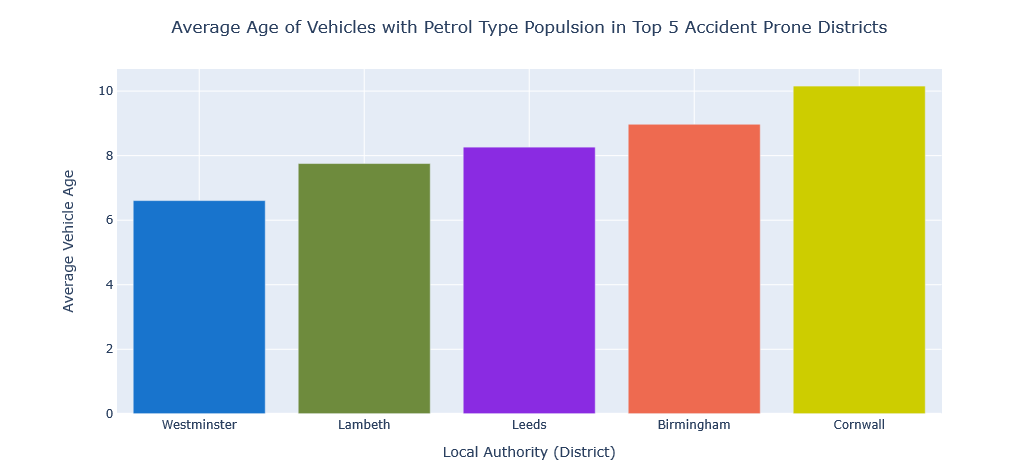 Average Age of Vehicles with Petrol Type Populsion in Top 5 Accident Prone Districts
10
8
6
4
2
0
Average Vehicle Age
Westminster
Lambeth
Leeds
Birmingham
Cornwall
Local Authority (District)